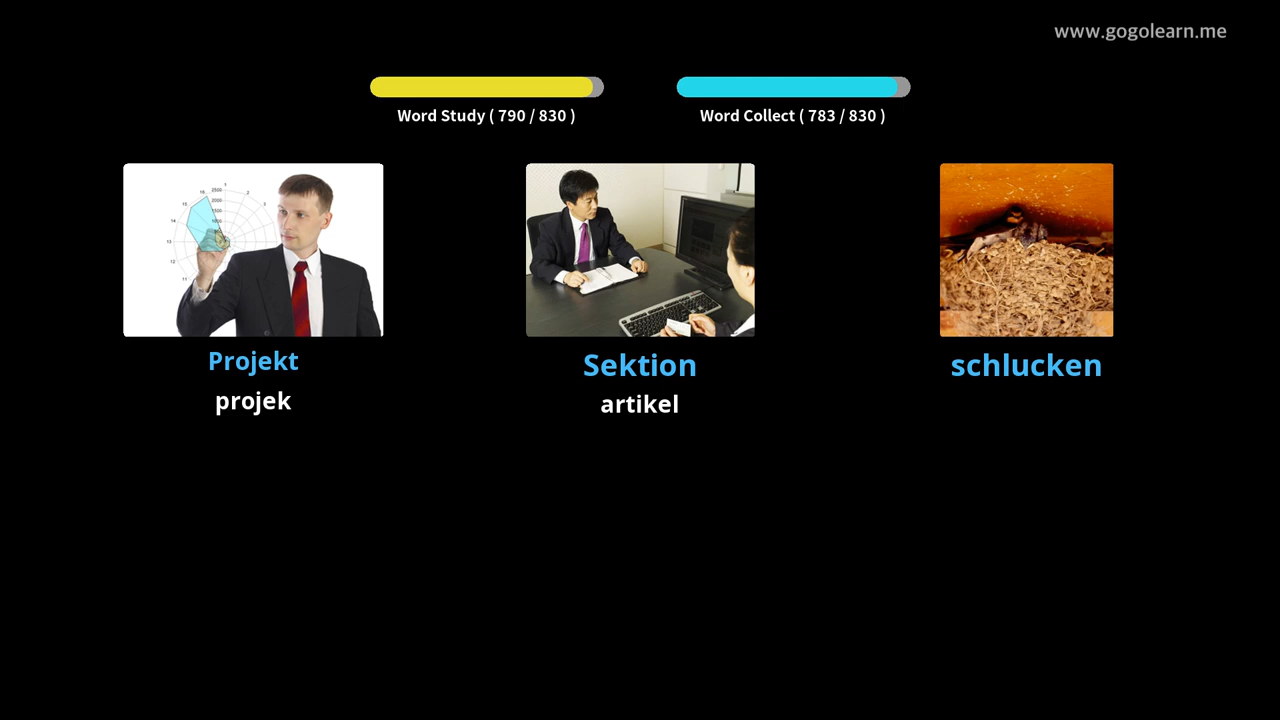 www.gogolearn.me
Word Study ( 790 / 830 )
Word Collect ( 783 / 830 )
Projekt
projek
Sektion
artikel
schlucken